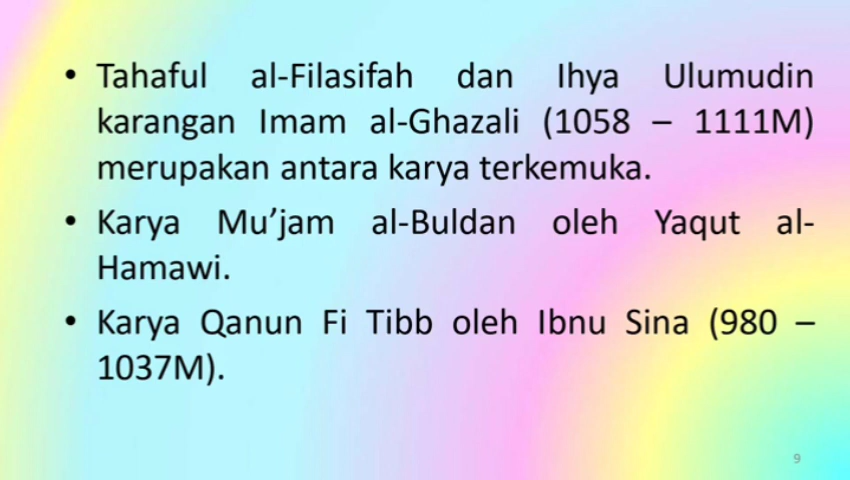 • Tahaful al-Filasifah dan Ihya Ulumudin
karangan Imam al-Ghazali (1058 – 1111M)
merupakan antara karya terkemuka.
• Karya Mu’jam al-Buldan oleh Yaqut al-
Hamawi.
• Karya Qanun Fi Tibb oleh Ibnu Sina (980 –
1037M).
9